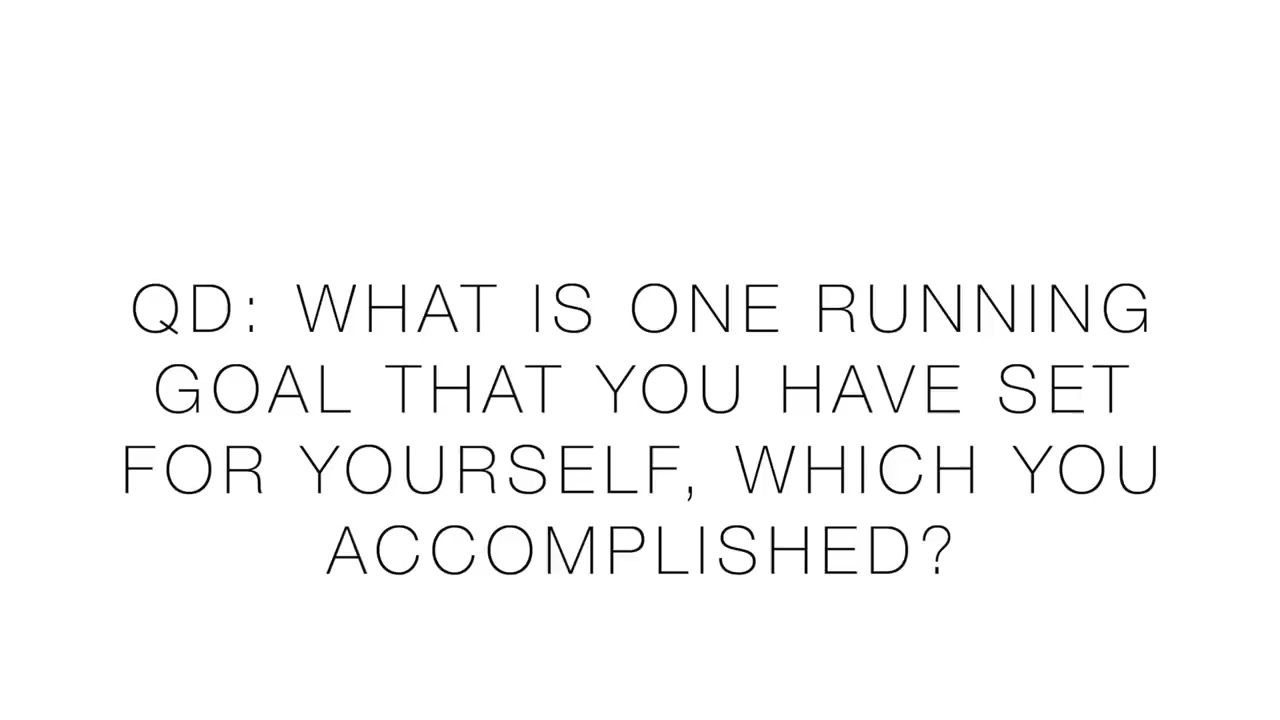 QD: WHAT IS ONE RUNNING
GOAL THAT YOU HAVE SET
FOR YOURSELF, WHICH YOU
ACCOMPLISHED?